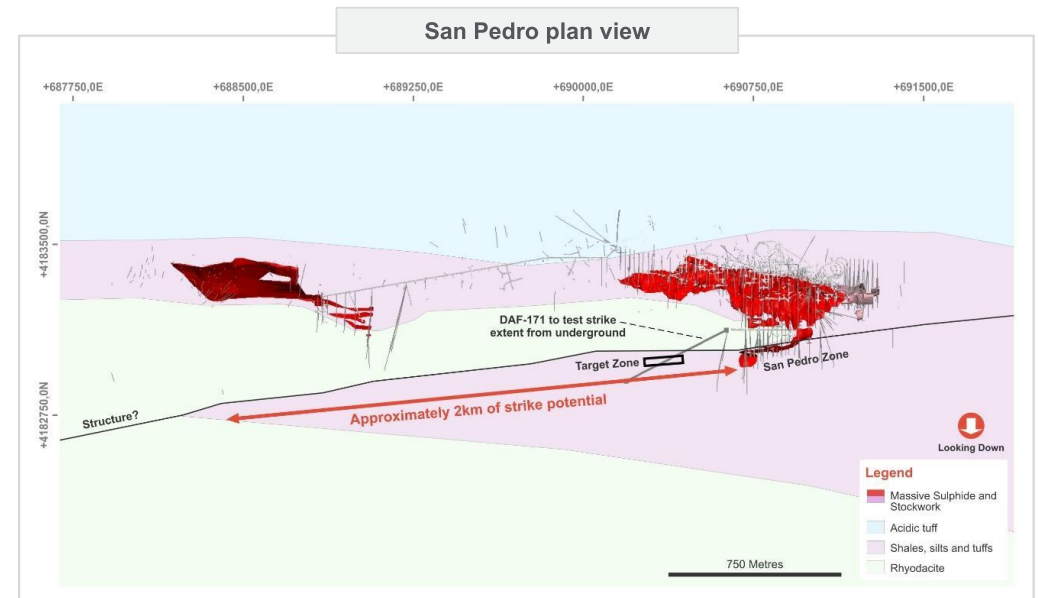 San Pedro plan view
+687750,0E
+688500,0E
+689250,0E
+690000,0E
+690750,0E
+691500,0E
+4183500,0N
DAF-171 to test strike
extent from underground
Target Zone
San Pedro Zone
Approximately 2km of strike potential
Structure?
+4182750,0N
Looking Down
Legend
Massive Sulphide and
Stockwork
Acidic tuff
Shales, silts and tuffs
Rhyodacite
750 Metres